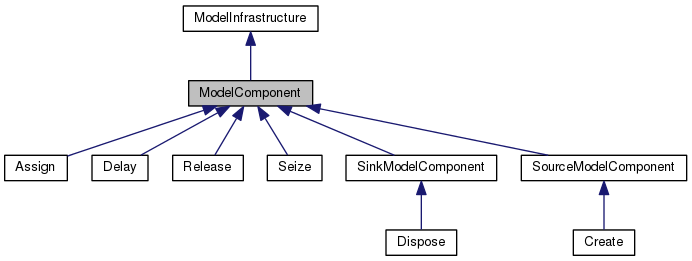 ModelInfrastructure
ModelComponent
Assign
Delay
Release
Seize
SinkModelComponent
SourceModelComponent
Dispose
Create